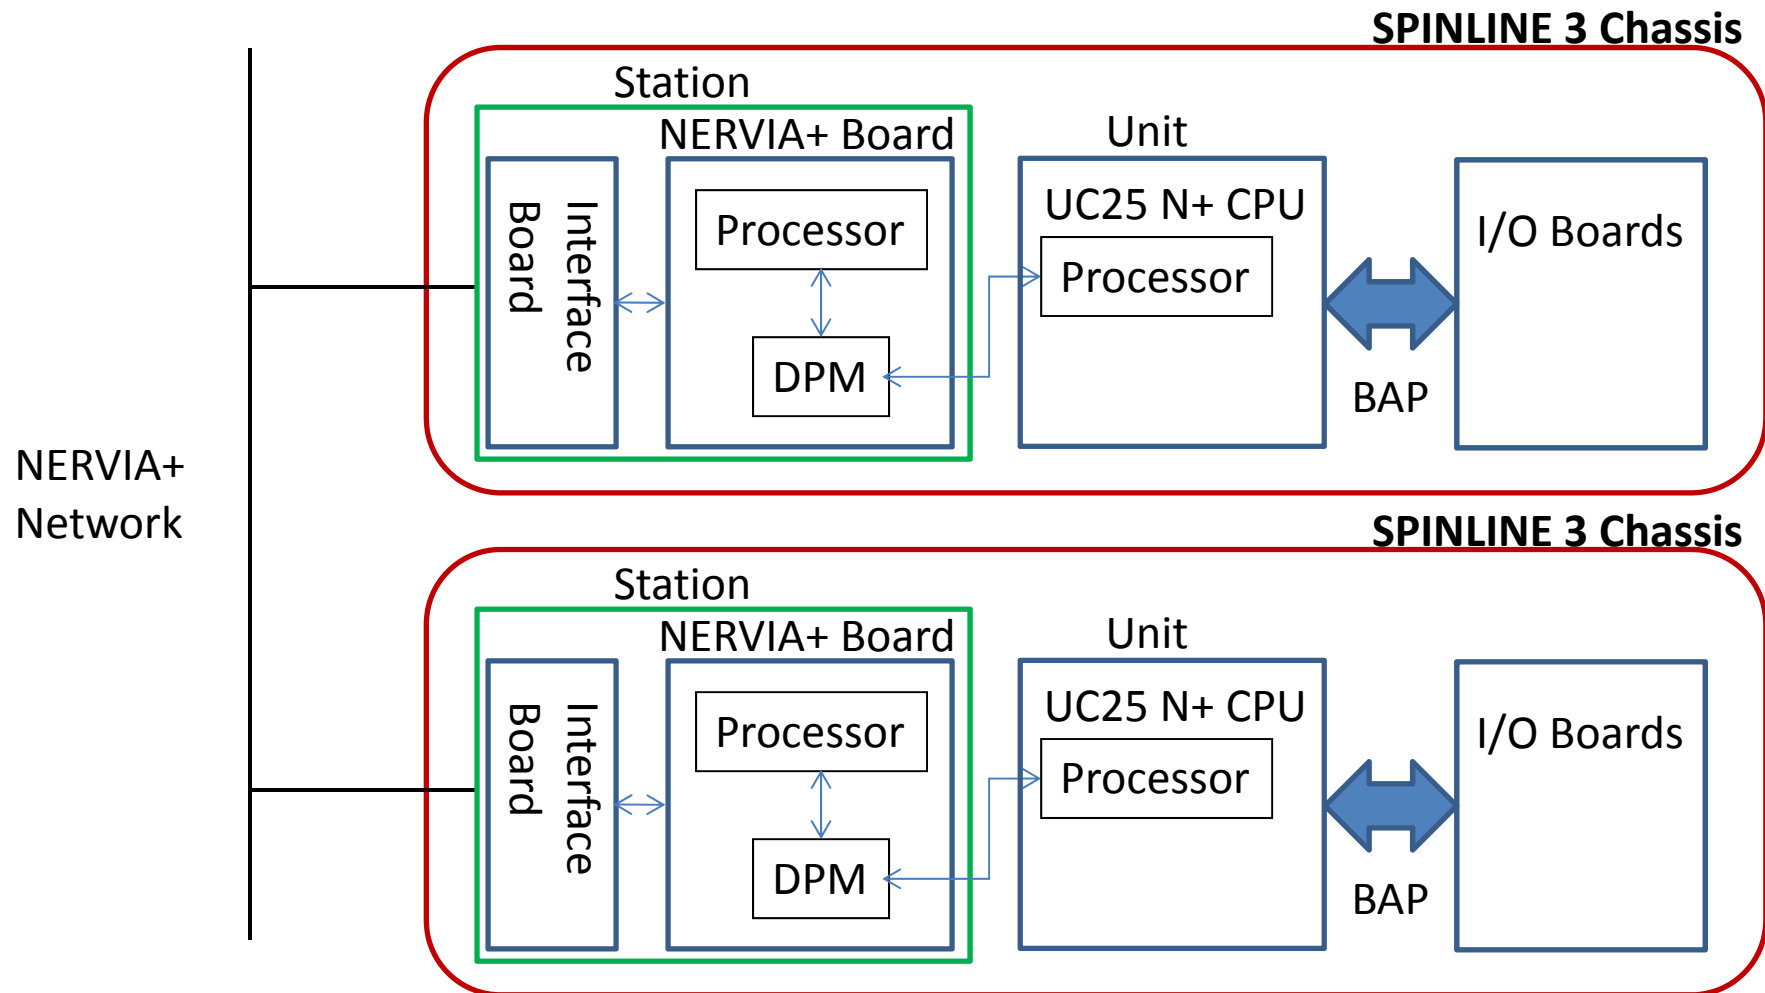 SPINLINE 3 Chassis
Station
NERVIA+ Board
Unit
Interface
Board
Processor
DPM
UC25 N+ CPU
Processor
I/O Boards
BAP
NERVIA+
Network
SPINLINE 3 Chassis
Station
NERVIA+ Board
Unit
Interface
Board
Processor
DPM
UC25 N+ CPU
Processor
I/O Boards
BAP